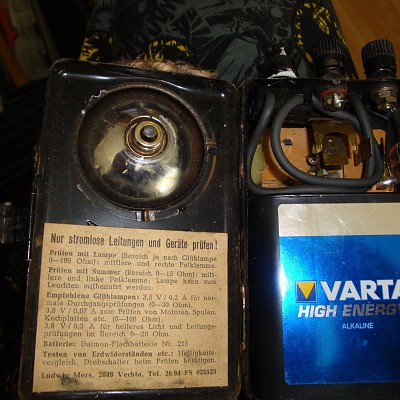 Nur stromlose Leitungen und Geräte prüfen!
Prüfen mit Lampe (Bereich je nach Glühlampe
0—100 Ohm): mittlere und rechte Polklemme.
Prüfen mit Summer (Bereich 0—15 Ohm) mitt-
lere und linke Polklemme; Lampe kann zum
Leuchten mitbenutzt werden.
Empfohlene Glühlampen: 3,5 V / 0,2 A für nor-
male Durchgangsprüfungen (0—30 Ohm).
3,8 V / 0,07 A zum Prüfen von Motoren, Spulen,
Kochplatten etc. (0—100 Ohm).
3,8 V / 0,3 A für helleres Licht und Leitungs-
prüfungen im Bereich 0—20 Ohm.
Batterie: Daimon-Flachbatterie Nr. 215
Testen von Erdwiderständen etc.: Helligkeits-
vergleich, Drehschalter beim Prüfen betätigen.
Ludwig Mers, 2848 Vechta, Tel. 26 94 FS 025523
VARTA
HIGH ENERGY
ALKALINE